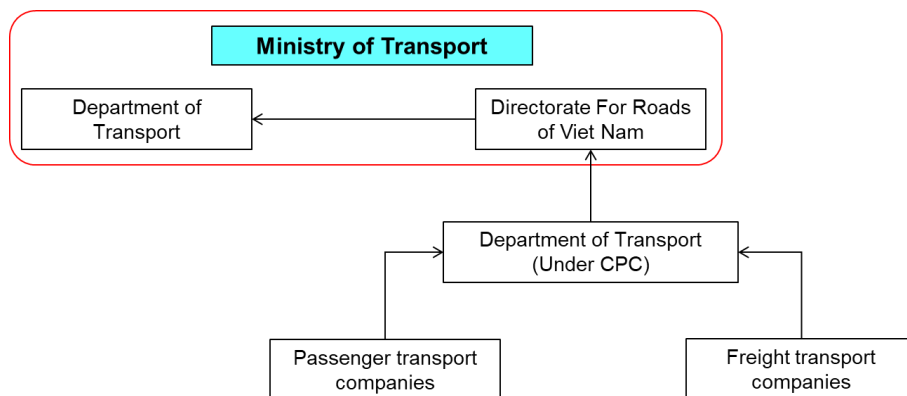 Ministry of Transport
Department of
Transport
Directorate For Roads
of Viet Nam
Department of Transport
(Under CPC)
Passenger transport
companies
Freight transport
companies